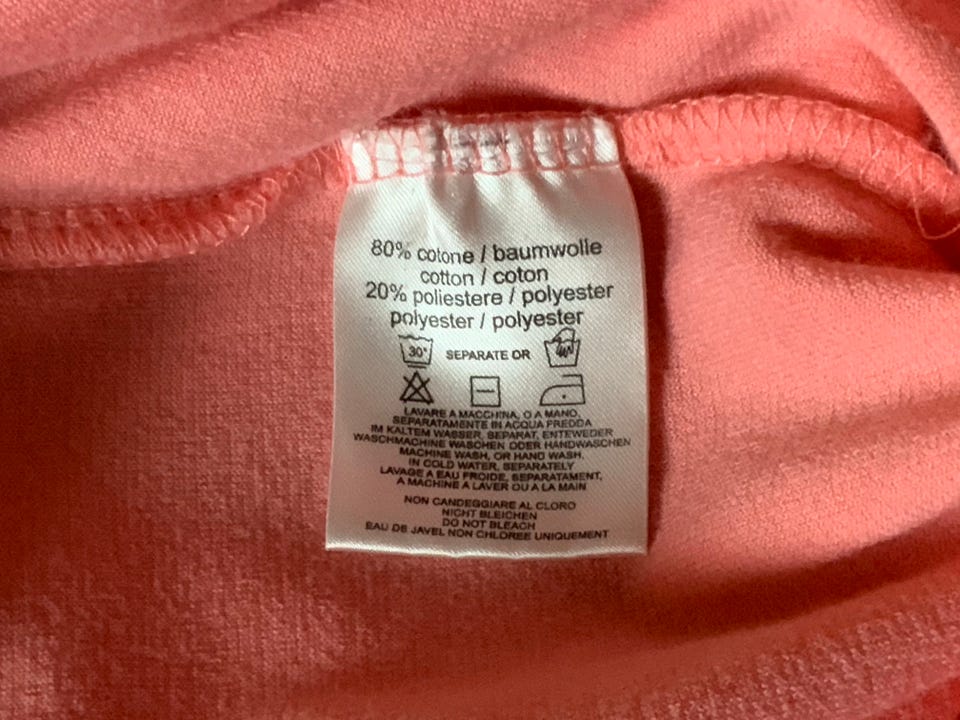 80% cotone / baumwolle
cotton / coton
20% poliestere / polyester
polyester / polyester
30° SEPARATE OR
LAVARE A MACCHINA, O A MANO,
SEPARATAMENTE IN ACQUA FREDDA
IM KALTEM WASSER, SEPARAT, ENTEWEDER
WASCHMACHINE WASCHEN ODER HANDWASCHEN
MACHINE WASH, OR HAND WASH,
IN COLD WATER, SEPARATELY
LAVAGE A EAU FROIDE, SEPARATAMENT,
A MACHINE A LAVER OU A LA MAIN
NON CANDEGGIARE AL CLORO
NICHT BLEICHEN
DO NOT BLEACH
EAU DE JAVEL NON CHLOREE UNIQUEMENT